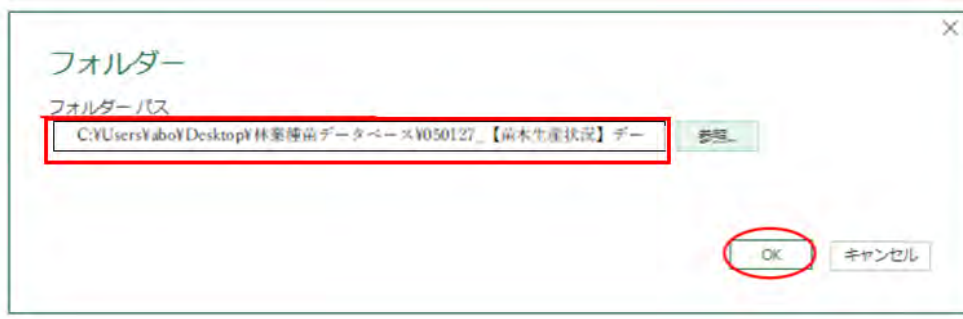 フォルダー
フォルダー パス
C:¥Users¥abo¥Desktop¥林業種苗データベース¥050127_【苗木生産状況】デー
参照...
OK
キャンセル